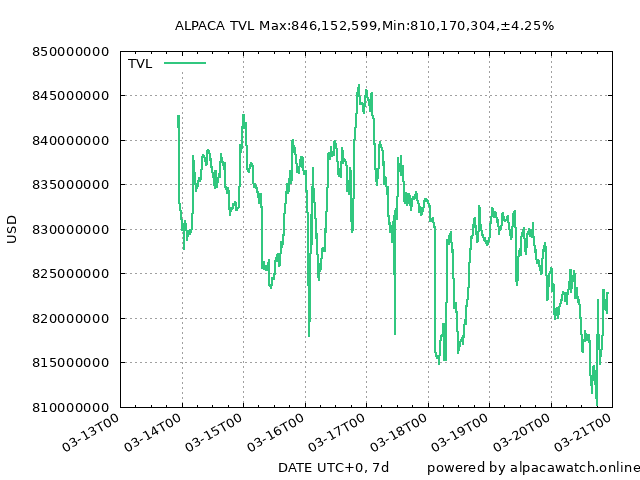 ALPACA TVL Max:846,152,599,Min:810,170,304,±4.25%
850000000
TVL
845000000
840000000
835000000
830000000
825000000
820000000
815000000
810000000
USD
03-13T00
03-14T00
03-15T00
03-16T00
03-17T00
03-18T00
03-19T00
03-20T00
03-21T00
DATE UTC+0, 7d
powered by alpacawatch.online